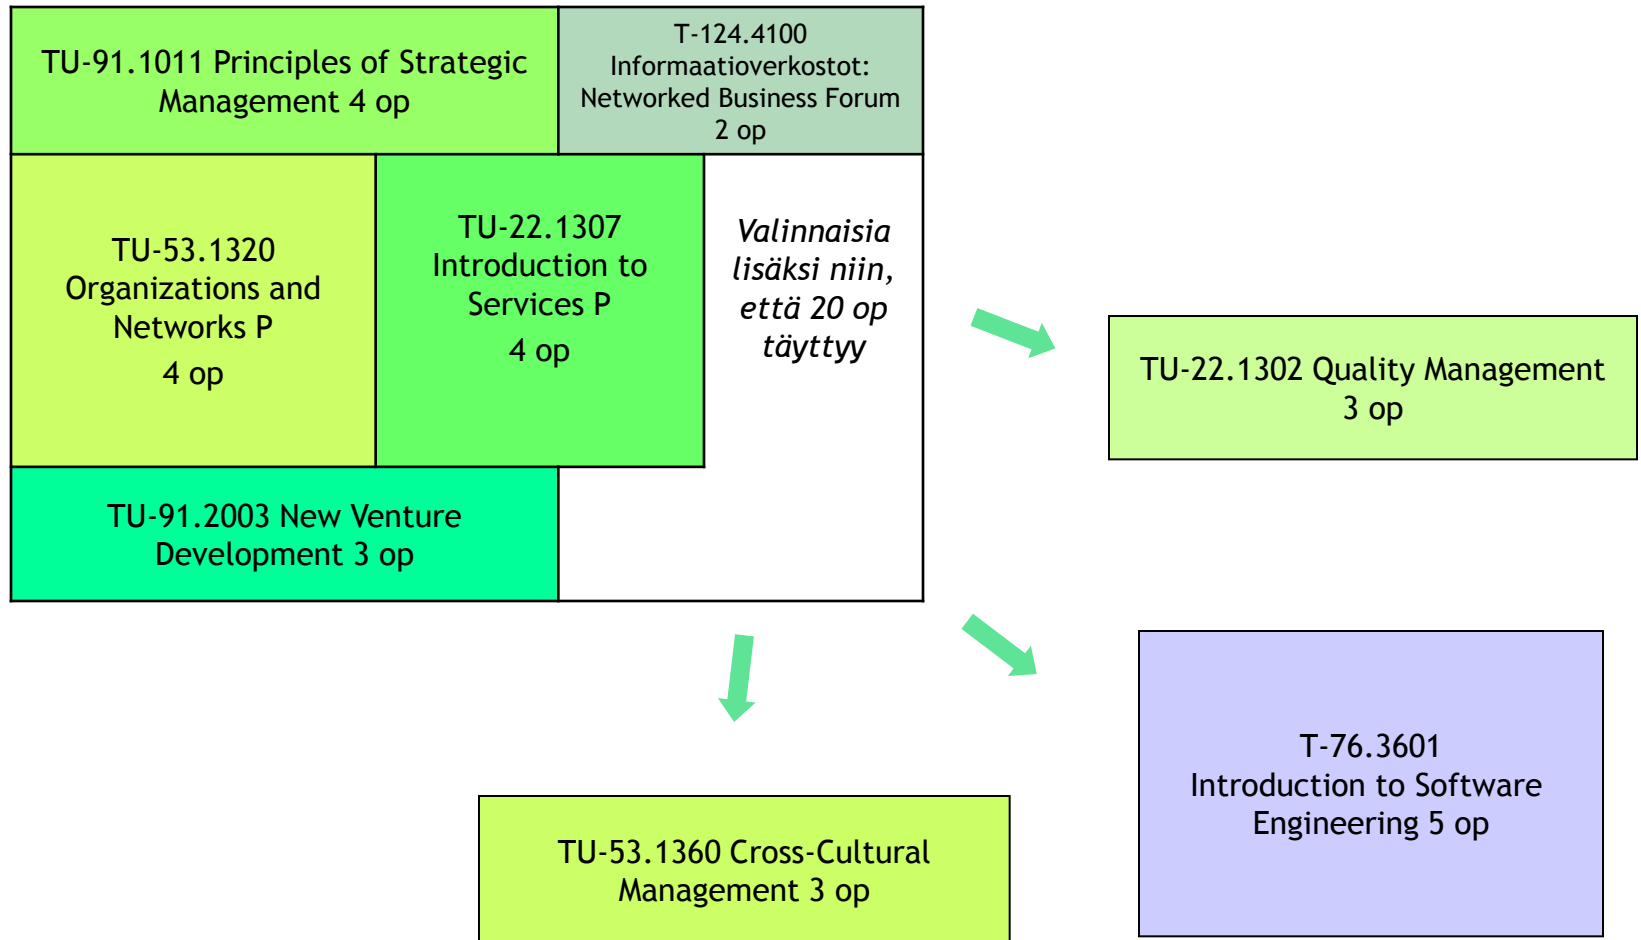 TU-91.1011 Principles of Strategic
Management 4 op
T-124.4100
Informaatioverkostot:
Networked Business Forum
2 op
TU-53.1320
Organizations and
Networks P
4 op
TU-22.1307
Introduction to
Services P
4 op
Valinnaisia
lisäksi niin,
että 20 op
täyttyy
TU-22.1302 Quality Management
3 op
TU-91.2003 New Venture
Development 3 op
T-76.3601
Introduction to Software
Engineering 5 op
TU-53.1360 Cross-Cultural
Management 3 op